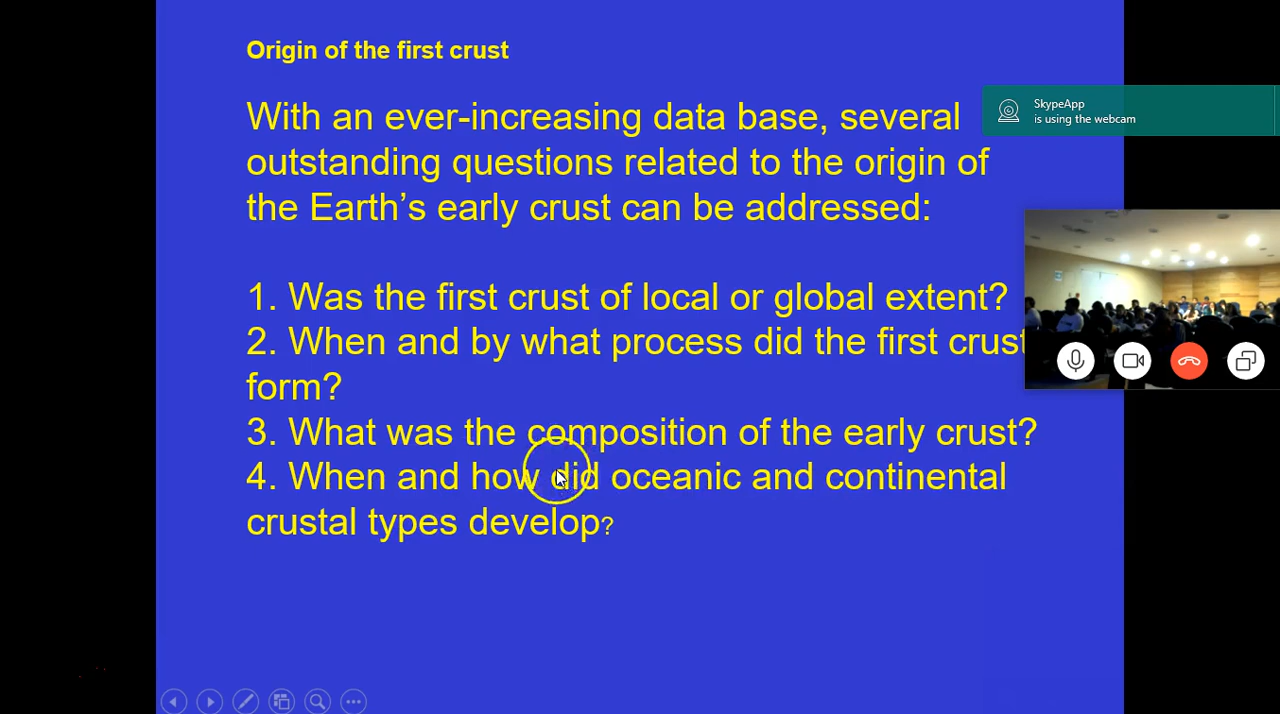 Origin of the first crust
With an ever-increasing data base, several
outstanding questions related to the origin of
the Earth’s early crust can be addressed:
1. Was the first crust of local or global extent?
2. When and by what process did the first crust
form?
3. What was the composition of the early crust?
4. When and how did oceanic and continental
crustal types develop?
SkypeApp
is using the webcam